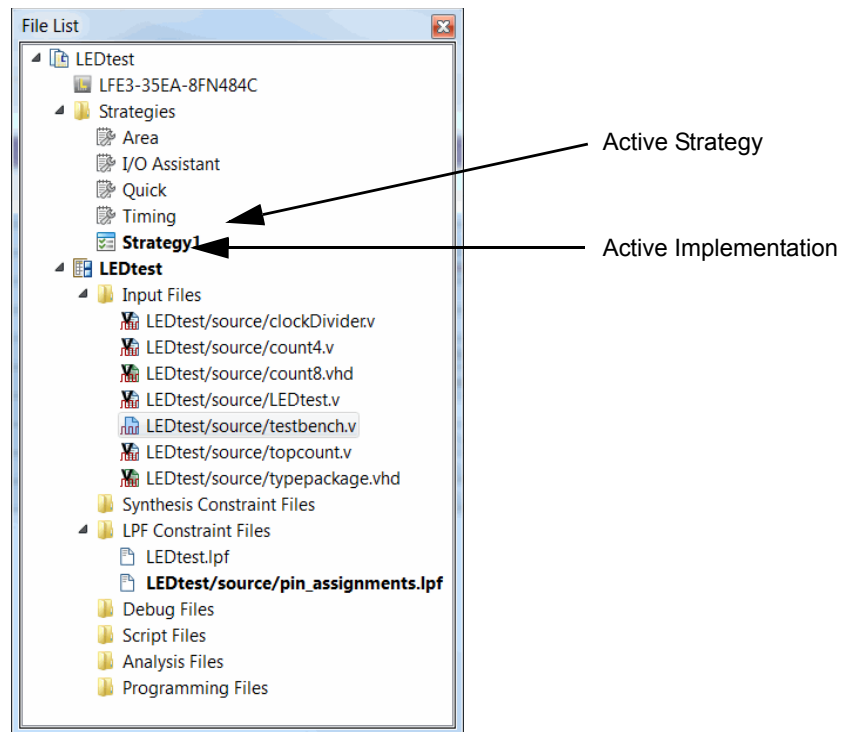 File List
LEDtest
LFE3-35EA-8FN484C
Strategies
Area
I/O Assistant
Quick
Timing
Strategy1
LEDtest
Input Files
LEDtest/source/clockDivider.v
LEDtest/source/count4.v
LEDtest/source/count8.vhd
LEDtest/source/LEDtest.v
LEDtest/source/testbench.v
LEDtest/source/topcount.v
LEDtest/source/typepackage.vhd
Synthesis Constraint Files
LPF Constraint Files
LEDtest.lpf
LEDtest/source/pin_assignments.lpf
Debug Files
Script Files
Analysis Files
Programming Files
Active Strategy
Active Implementation